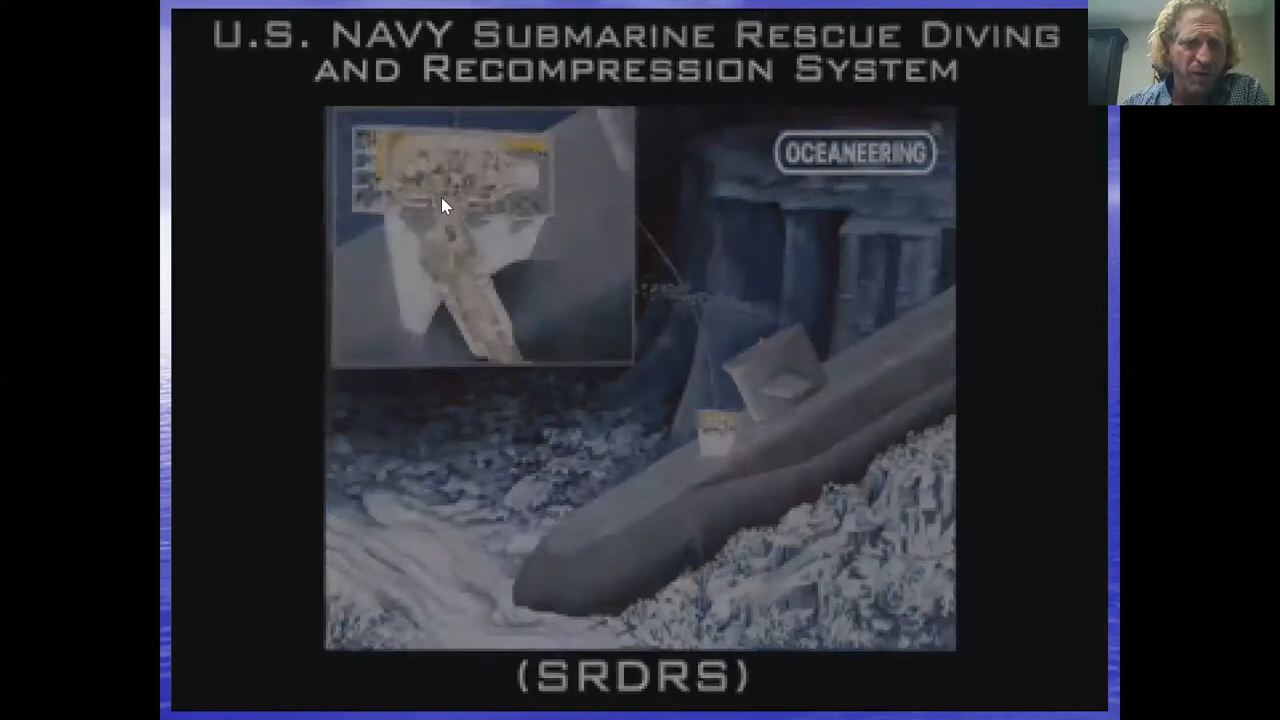 U.S. NAVY SUBMARINE RESCUE DIVING
AND RECOMPRESSION SYSTEM
OCEANEERING
(SRDRS)